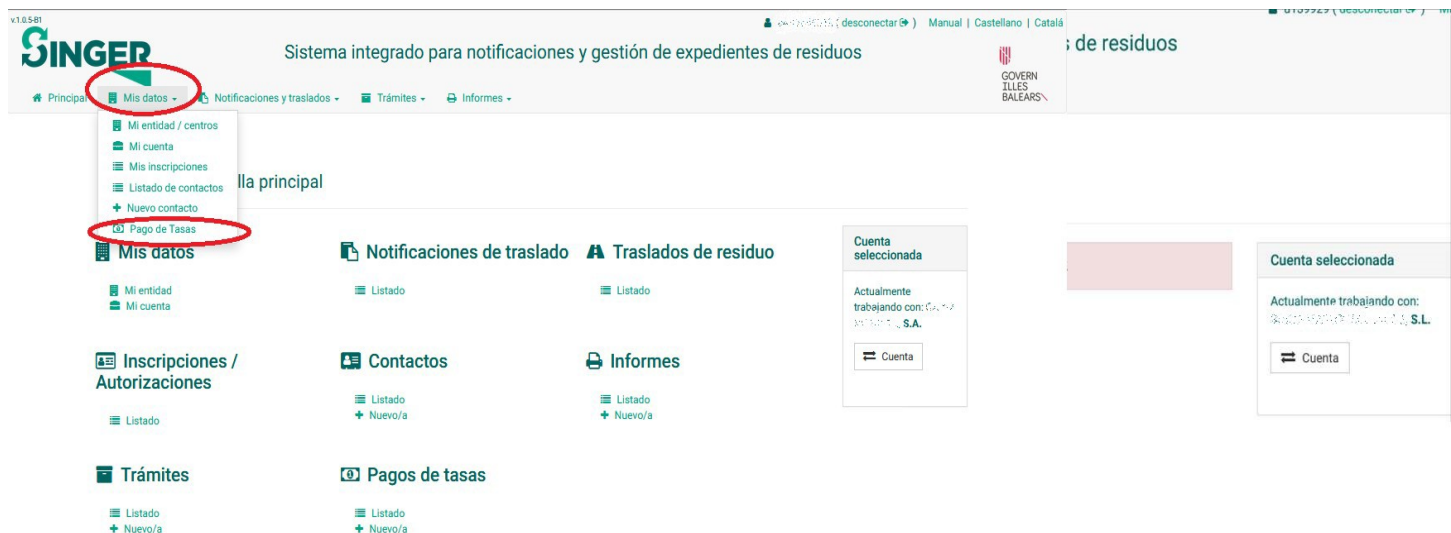 v.1.0.5-B1
( desconectar ) Manual | Castellano | Catalá
SINGER
Sistema integrado para notificaciones y gestión de expedientes de residuos
GOVERN
ILLES
BALEARS
Principal Mis datos Notificaciones y traslados Trámites Informes
Mi entidad / centros
Mi cuenta
Mis inscripciones
Listado de contactos
Nuevo contacto
Pago de Tasas
lla principal
Mis datos
Mi entidad
Mi cuenta
Notificaciones de traslado
Listado
Traslados de residuo
Listado
Cuenta
seleccionada
Actualmente
trabajando con:
, S.A.
Cuenta
Inscripciones /
Autorizaciones
Listado
Contactos
Listado
Nuevo/a
Informes
Listado
Nuevo/a
Trámites
Listado
Nuevo/a
Pagos de tasas
Listado
Nuevo/a
u139929 ( desconectar )
s de residuos
Cuenta seleccionada
Actualmente trabajando con:
, S.L.
Cuenta